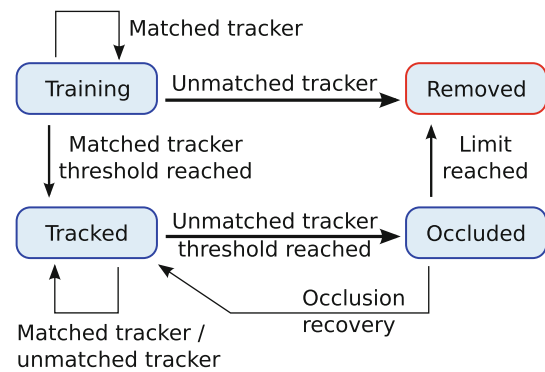 Matched tracker
Training
Unmatched tracker
Removed
Matched tracker
threshold reached
Limit
reached
Tracked
Unmatched tracker
threshold reached
Occluded
Occlusion
recovery
Matched tracker /
unmatched tracker